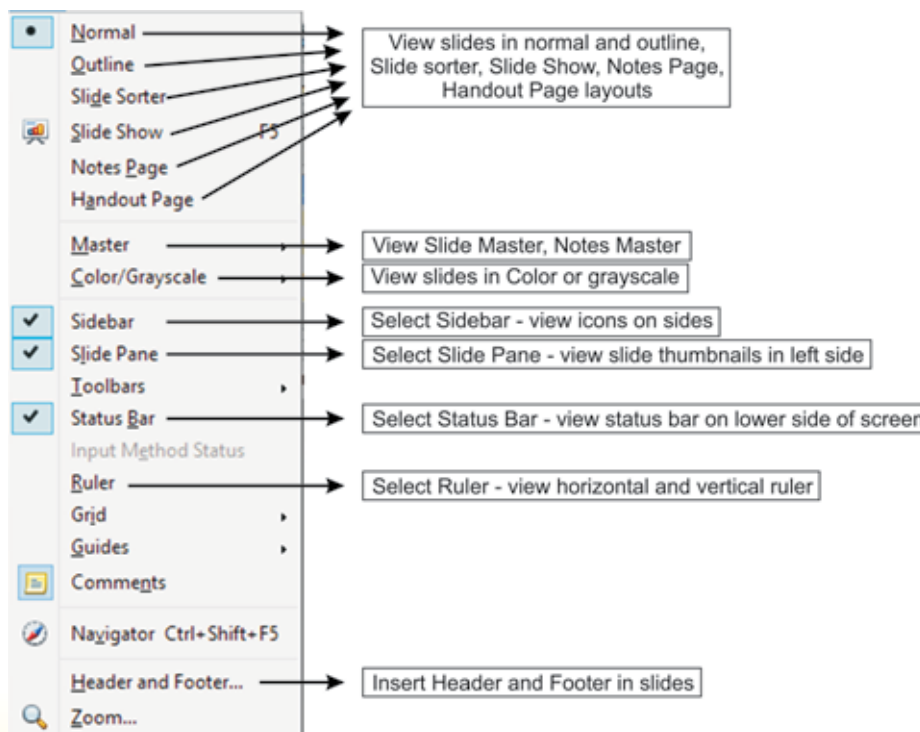 Normal
Outline
Slide Sorter
Slide Show F5
Notes Page
Handout Page
View slides in normal and outline,
Slide sorter, Slide Show, Notes Page,
Handout Page layouts
Master
View Slide Master, Notes Master
Color/Grayscale
View slides in Color or grayscale
Sidebar
Select Sidebar - view icons on sides
Slide Pane
Select Slide Pane - view slide thumbnails in left side
Toolbars
Status Bar
Select Status Bar - view status bar on lower side of screen
Input Method Status
Ruler
Select Ruler - view horizontal and vertical ruler
Grid
Guides
Comments
Navigator Ctrl+Shift+F5
Header and Footer...
Insert Header and Footer in slides
Zoom...